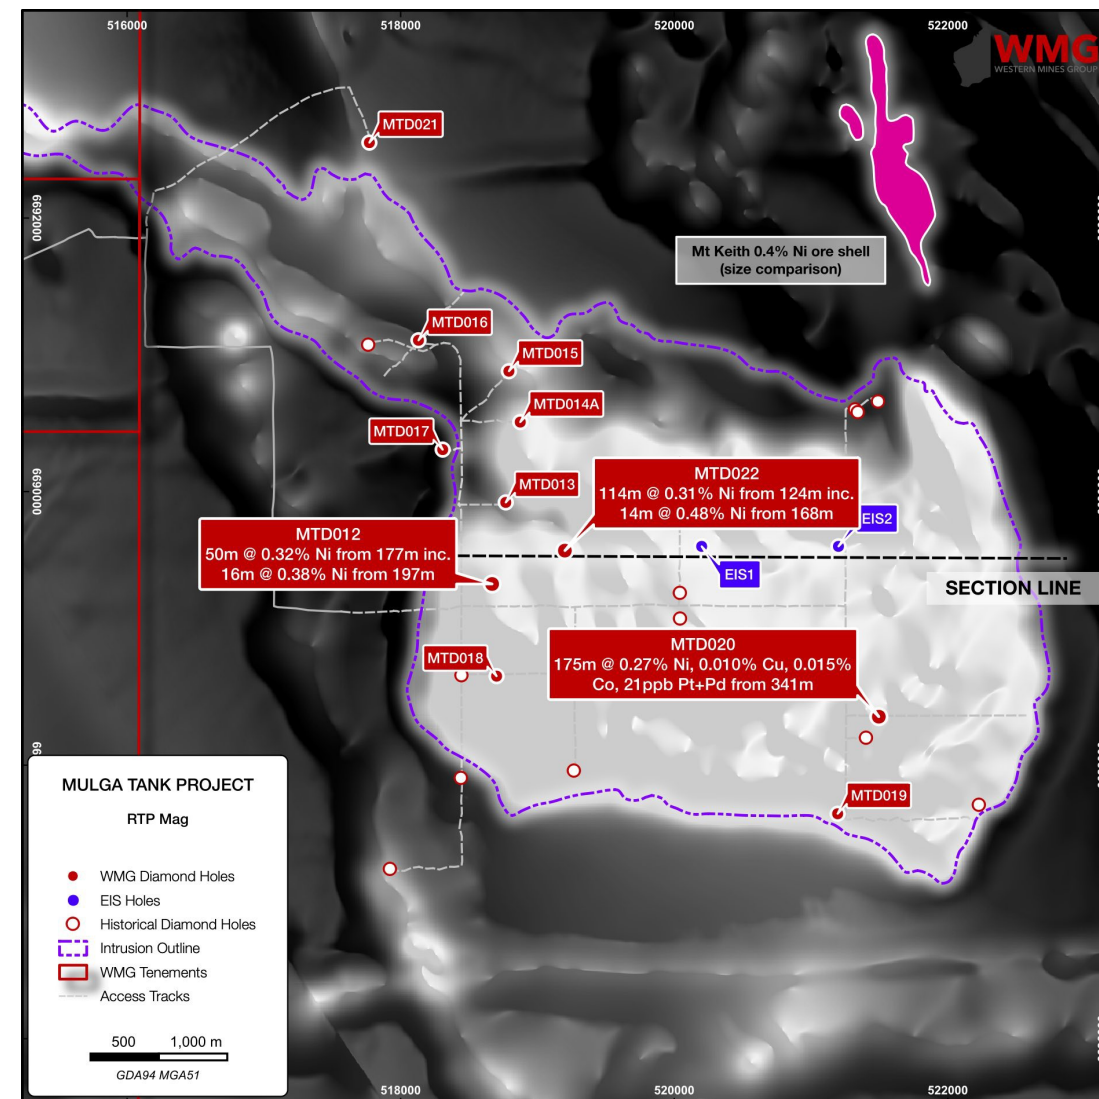 516000
518000
520000
522000
WMG
WESTERN MINES GROUP
MTD021
6692000
Mt Keith 0.4% Ni ore shell
(size comparison)
MTD016
MTD015
MTD014A
MTD017
MTD013
6690000
MTD022
114m @ 0.31% Ni from 124m inc.
14m @ 0.48% Ni from 168m
EIS2
MTD012
50m @ 0.32% Ni from 177m inc.
16m @ 0.38% Ni from 197m
EIS1
SECTION LINE
MTD018
MTD020
175m @ 0.27% Ni, 0.010% Cu, 0.015%
Co, 21ppb Pt+Pd from 341m
MTD019
MULGA TANK PROJECT
RTP Mag
WMG Diamond Holes
EIS Holes
Historical Diamond Holes
Intrusion Outline
WMG Tenements
Access Tracks
500 1,000 m
GDA94 MGA51
518000
520000
522000